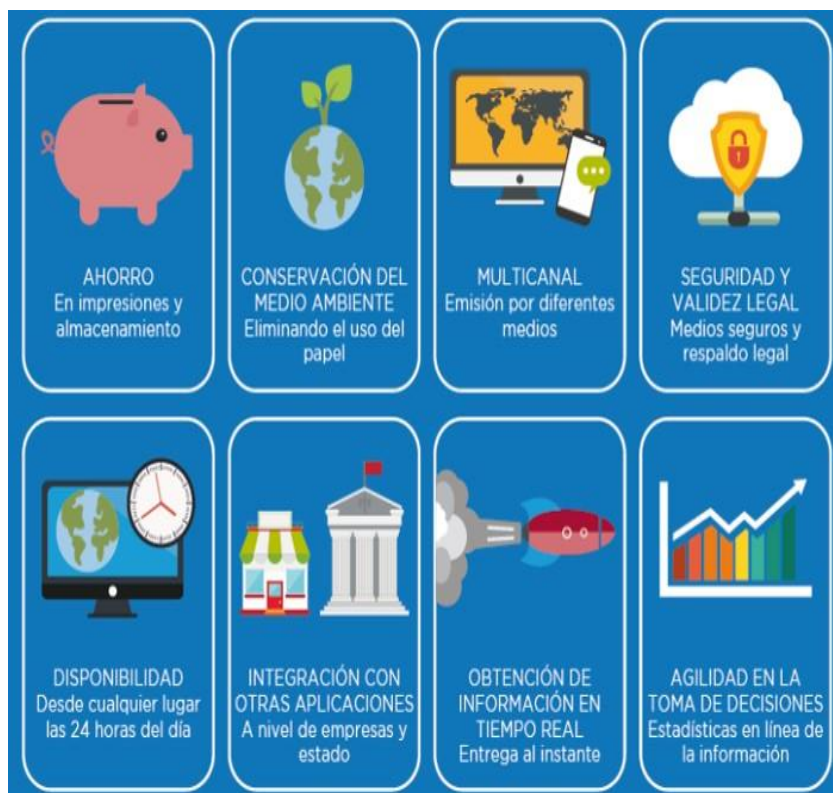 AHORRO
En impresiones y
almacenamiento
CONSERVACIÓN DEL
MEDIO AMBIENTE
Eliminando el uso del
papel
MULTICANAL
Emisión por diferentes
medios
SEGURIDAD Y
VALIDEZ LEGAL
Medios seguros y
respaldo legal
DISPONIBILIDAD
Desde cualquier lugar
las 24 horas del día
INTEGRACIÓN CON
OTRAS APLICACIONES
A nivel de empresas y
estado
OBTENCIÓN DE
INFORMACIÓN EN
TIEMPO REAL
Entrega al instante
AGILIDAD EN LA
TOMA DE DECISIONES
Estadísticas en línea de
la información